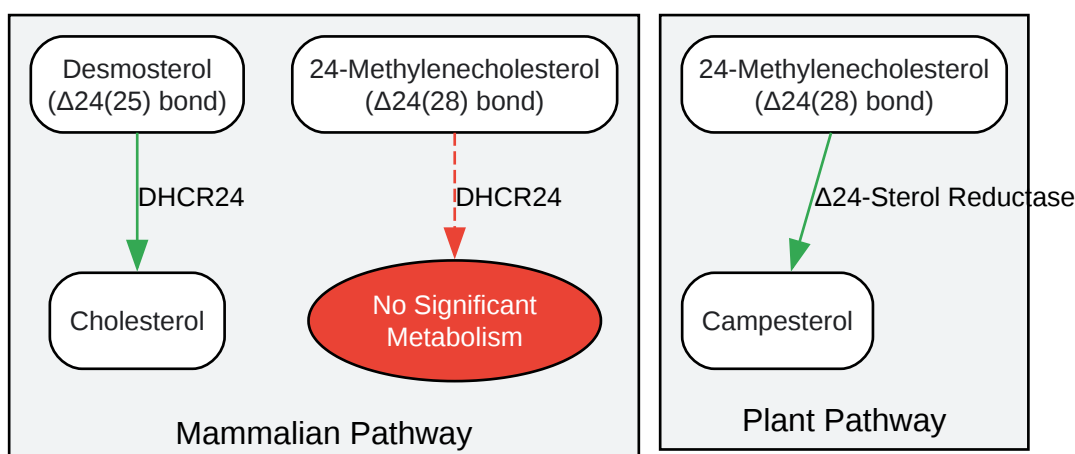 Desmosterol
(Δ24(25) bond)
24-Methylenecholesterol
(Δ24(28) bond)
DHCR24
DHCR24
Cholesterol
No Significant
Metabolism
Mammalian Pathway
24-Methylenecholesterol
(Δ24(28) bond)
Δ24-Sterol Reductase
Campesterol
Plant Pathway